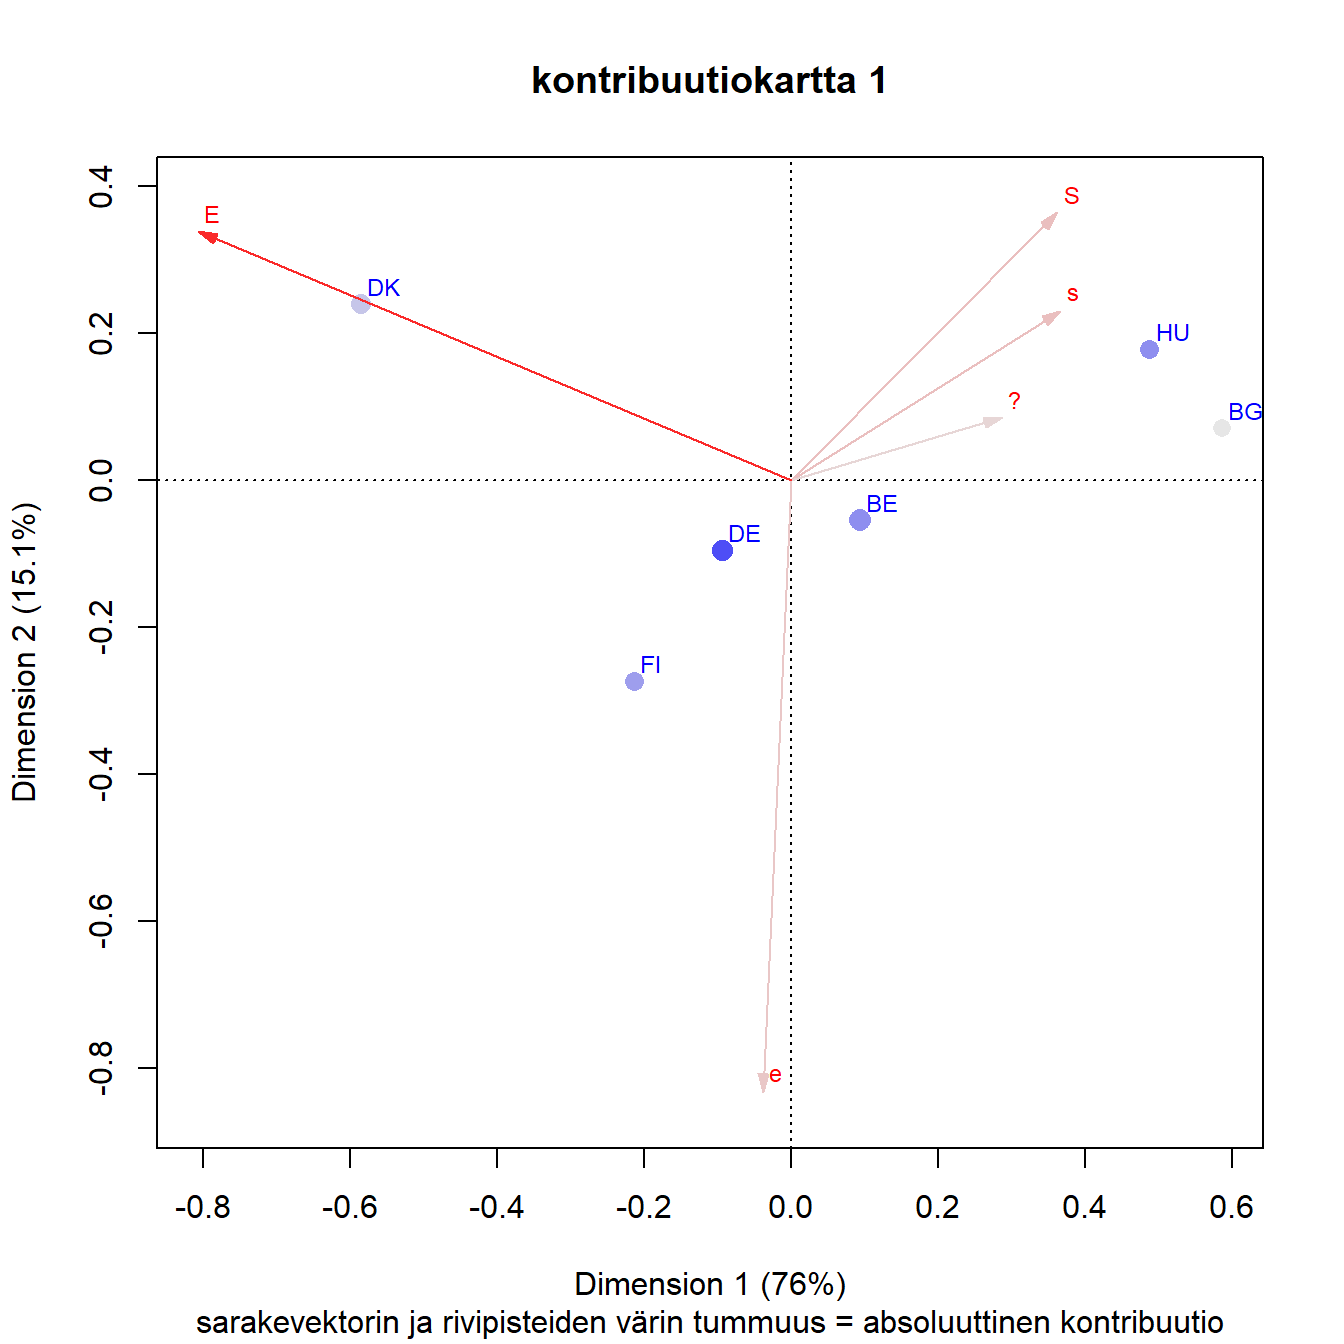 kontribuutiokartta 1
0.4
0.2
0.0
-0.2
-0.4
-0.6
-0.8
Dimension 2 (15.1%)
E
S
DK
s
HU
?
BG
BE
DE
FI
e
-0.8 -0.6 -0.4 -0.2 0.0 0.2 0.4 0.6
Dimension 1 (76%)
sarakevektorin ja rivipisteiden värin tummuus = absoluuttinen kontribuutio